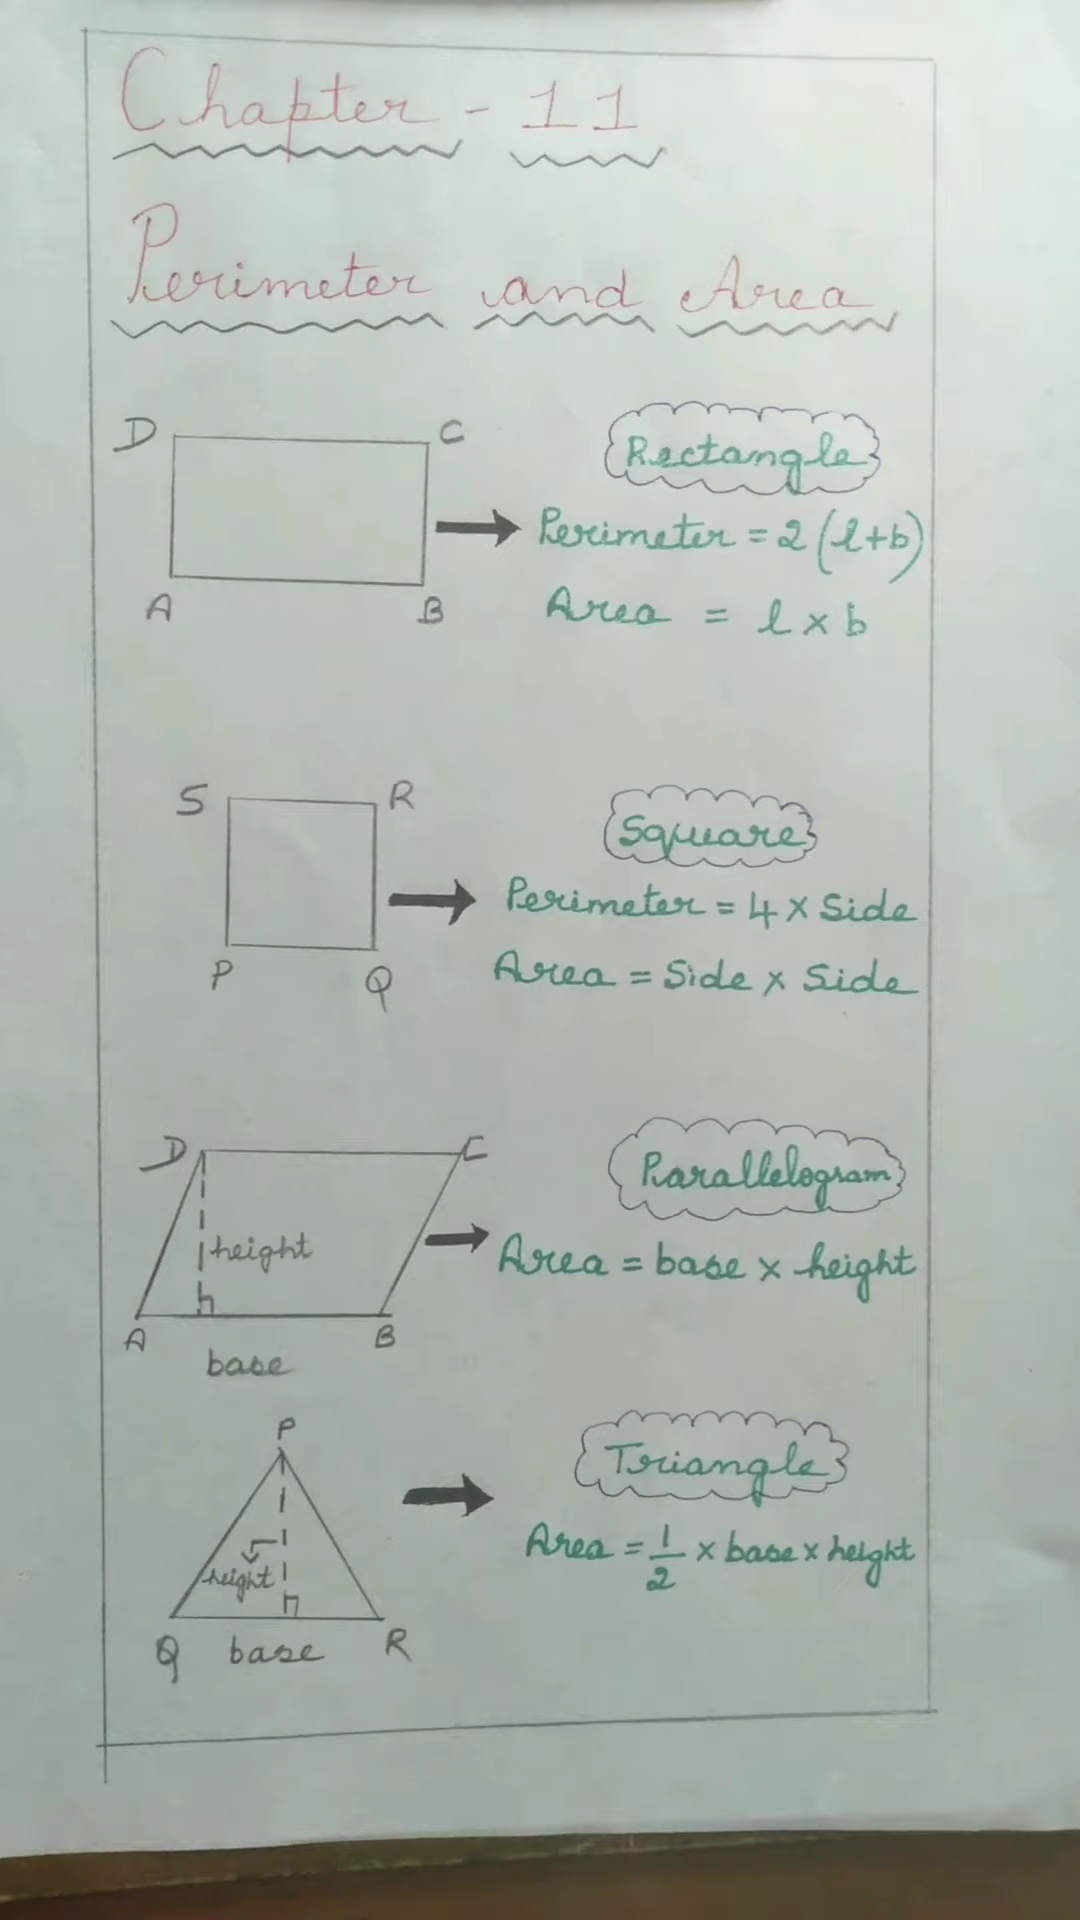 Chapter - 11
Perimeter and Area
D C
Rectangle
Perimeter = 2 (l+b)
A B
Area = l × b
S R
Square
Perimeter = 4 × Side
P Q
Area = Side × Side
D C
Parallelogram
height
Area = base × height
A B
base
P
Triangle
Area = 1/2 × base × height
height
Q base R